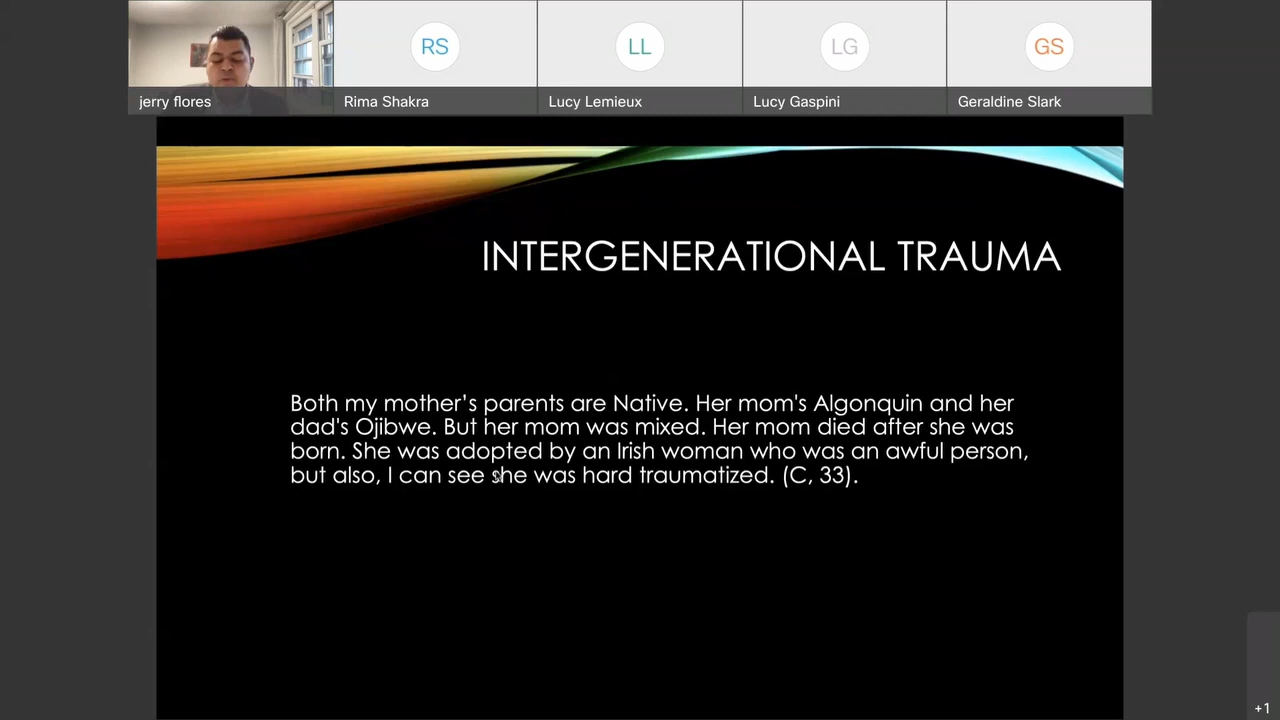 RS
LL
LG
GS
jerry flores
Rima Shakra
Lucy Lemieux
Lucy Gaspini
Geraldine Slark
INTERGENERATIONAL TRAUMA
Both my mother’s parents are Native. Her mom's Algonquin and her
dad's Ojibwe. But her mom was mixed. Her mom died after she was
born. She was adopted by an Irish woman who was an awful person,
but also, I can see she was hard traumatized. (C, 33).
+1